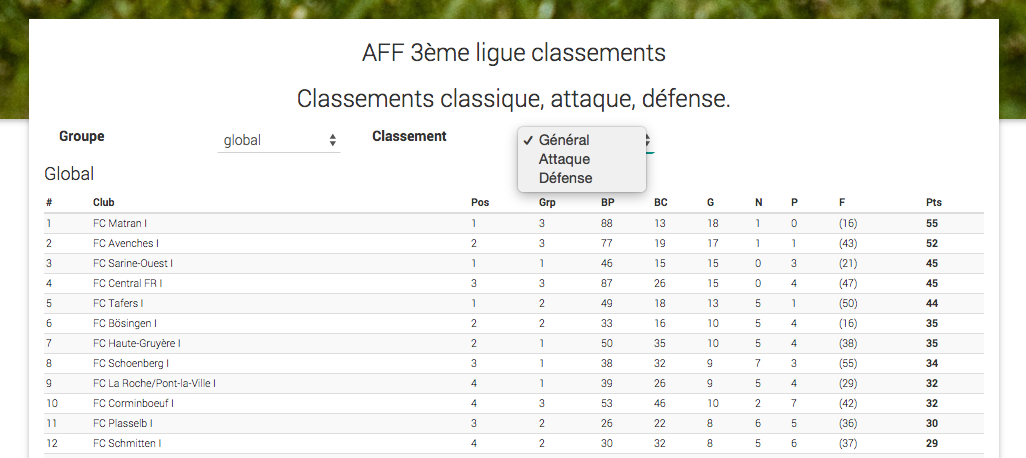 AFF 3ème ligue classements
Classements classique, attaque, défense.
Groupe global Classement ✓ Général
Attaque
Défense
Global
# Club Pos Grp BP BC G N P F Pts
1 FC Matran I 1 3 88 13 18 1 0 (16) 55
2 FC Avenches I 2 3 77 19 17 1 1 (43) 52
3 FC Sarine-Ouest I 1 1 46 15 15 0 3 (21) 45
4 FC Central FR I 3 3 87 26 15 0 4 (47) 45
5 FC Tafers I 1 2 49 18 13 5 1 (50) 44
6 FC Bösingen I 2 2 33 16 10 5 4 (16) 35
7 FC Haute-Gruyère I 2 1 50 35 10 5 4 (38) 35
8 FC Schoenberg I 3 1 38 32 9 7 3 (55) 34
9 FC La Roche/Pont-la-Ville I 4 1 39 26 9 5 4 (29) 32
10 FC Corminboeuf I 4 3 53 46 10 2 7 (42) 32
11 FC Plasselb I 3 2 26 22 8 6 5 (36) 30
12 FC Schmitten I 4 2 30 32 8 5 6 (37) 29